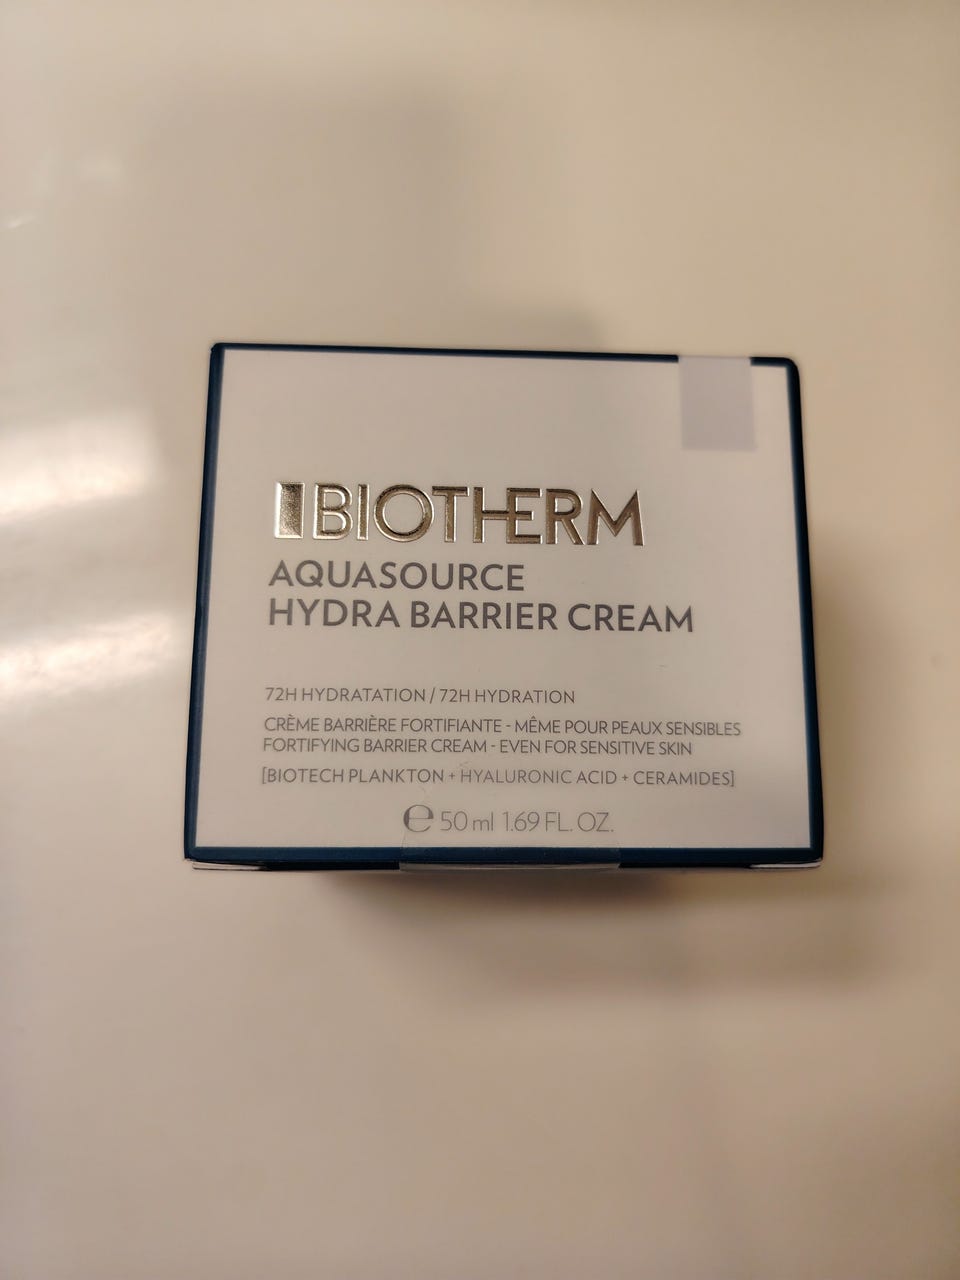 BIOTHERM
AQUASOURCE
HYDRA BARRIER CREAM
72H HYDRATATION / 72H HYDRATION
CRÈME BARRIÈRE FORTIFIANTE - MÊME POUR PEAUX SENSIBLES
FORTIFYING BARRIER CREAM - EVEN FOR SENSITIVE SKIN
[BIOTECH PLANKTON + HYALURONIC ACID + CERAMIDES]
℮ 50 ml 1.69 FL. OZ.